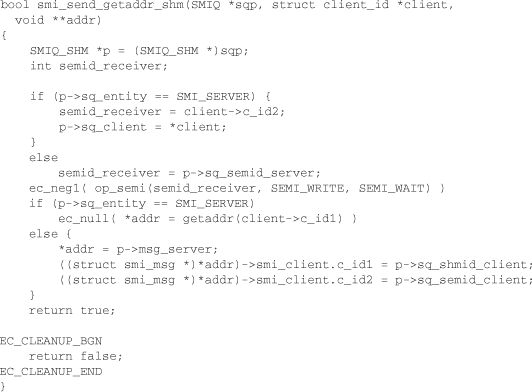 bool smi_send_getaddr_shm(SMIQ *sqp, struct client_id *client,
  void **addr)
{
    SMIQ_SHM *p = (SMIQ_SHM *)sqp;
    int semid_receiver;

    if (p->sq_entity == SMI_SERVER) {
        semid_receiver = client->c_id2;
        p->sq_client = *client;
    }
    else
        semid_receiver = p->sq_semid_server;
    ec_neg1( op_semi(semid_receiver, SEMI_WRITE, SEMI_WAIT) )
    if (p->sq_entity == SMI_SERVER)
        ec_null( *addr = getaddr(client->c_id1) )
    else {
        *addr = p->msg_server;
        ((struct smi_msg *)*addr)->smi_client.c_id1 = p->sq_shmid_client;
        ((struct smi_msg *)*addr)->smi_client.c_id2 = p->sq_semid_client;
    }
    return true;

EC_CLEANUP_BGN
    return false;
EC_CLEANUP_END
}